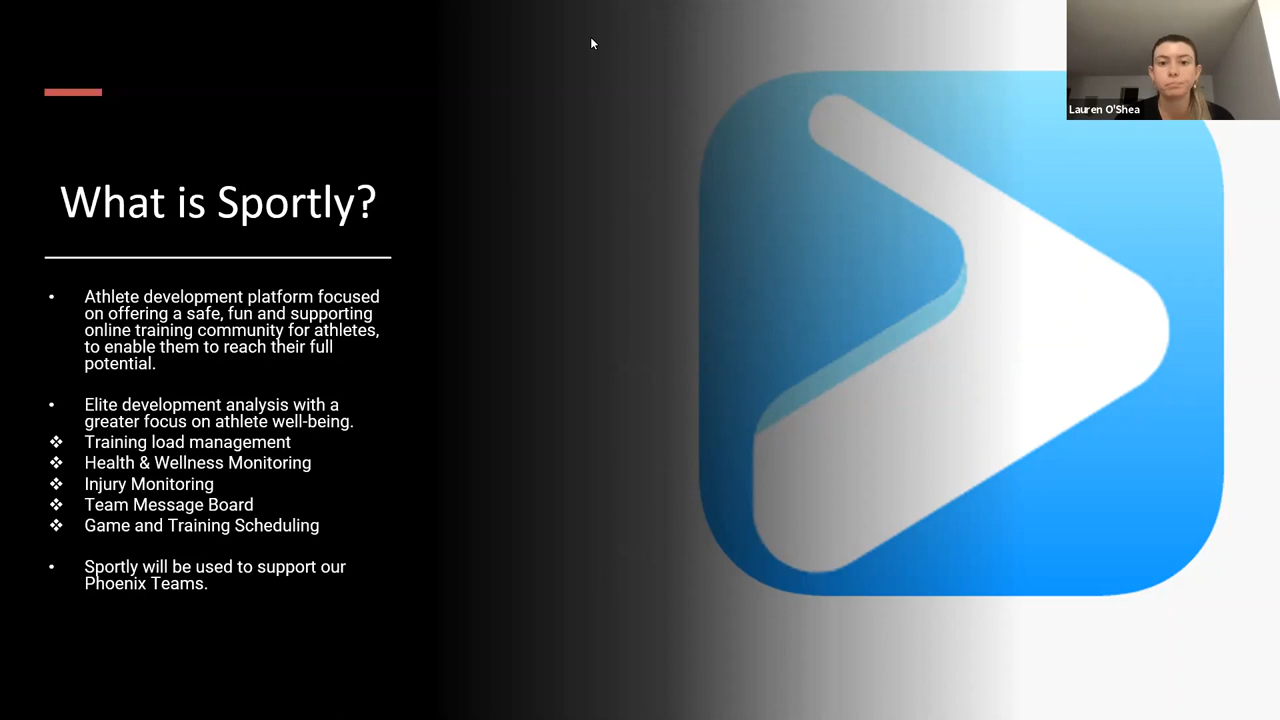 Lauren O'Shea
What is Sportly?
• Athlete development platform focused
on offering a safe, fun and supporting
online training community for athletes,
to enable them to reach their full
potential.
• Elite development analysis with a
greater focus on athlete well-being.
❖ Training load management
❖ Health & Wellness Monitoring
❖ Injury Monitoring
❖ Team Message Board
❖ Game and Training Scheduling
• Sportly will be used to support our
Phoenix Teams.